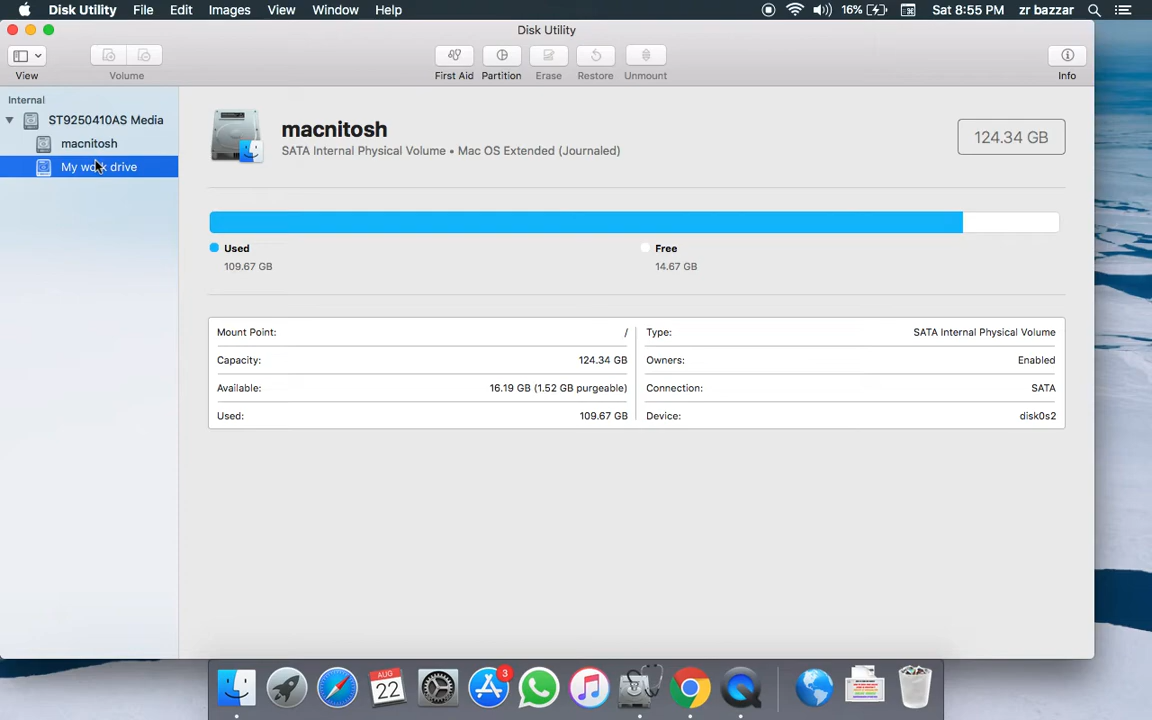 Disk Utility File Edit Images View Window Help 16% Sat 8:55 PM zr bazzar
Disk Utility
View Volume First Aid Partition Erase Restore Unmount Info
Internal
ST9250410AS Media
macnitosh
My work drive
macnitosh
SATA Internal Physical Volume • Mac OS Extended (Journaled)
124.34 GB
Used Free
109.67 GB 14.67 GB
Mount Point: / Type: SATA Internal Physical Volume
Capacity: 124.34 GB Owners: Enabled
Available: 16.19 GB (1.52 GB purgeable) Connection: SATA
Used: 109.67 GB Device: disk0s2
AUG
22
3